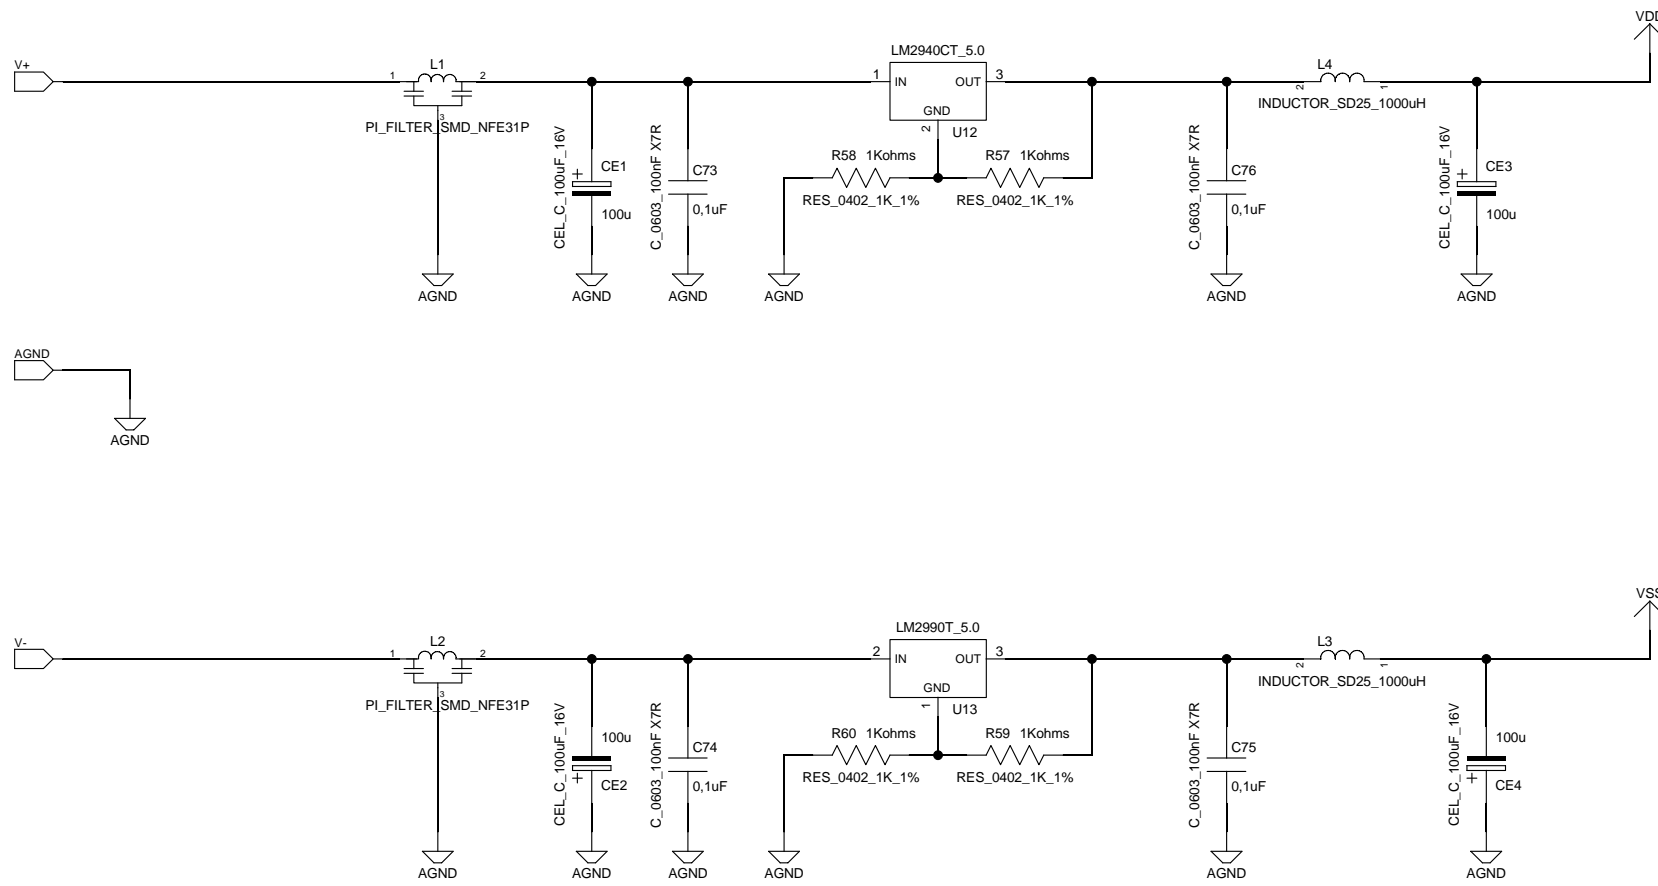 VDD
V+
1
L1
2
3
PI_FILTER_SMD_NFE31P
AGND
CEL_C_100uF_16V
+
CE1
100u
AGND
C_0603_100nF X7R
C73
0,1uF
AGND
LM2940CT_5.0
1
IN
OUT
3
GND
2
U12
R58 1Kohms
RES_0402_1K_1%
R57 1Kohms
RES_0402_1K_1%
AGND
C_0603_100nF X7R
C76
0,1uF
AGND
L4
2
1
INDUCTOR_SD25_1000uH
CEL_C_100uF_16V
+
CE3
100u
AGND
AGND
AGND
VSS
V-
1
L2
2
3
PI_FILTER_SMD_NFE31P
AGND
CEL_C_100uF_16V
100u
+
CE2
AGND
C_0603_100nF X7R
C74
0,1uF
AGND
LM2990T_5.0
2
IN
OUT
3
GND
1
U13
R60 1Kohms
RES_0402_1K_1%
R59 1Kohms
RES_0402_1K_1%
AGND
C_0603_100nF X7R
C75
0,1uF
AGND
L3
2
1
INDUCTOR_SD25_1000uH
CEL_C_100uF_16V
100u
+
CE4
AGND